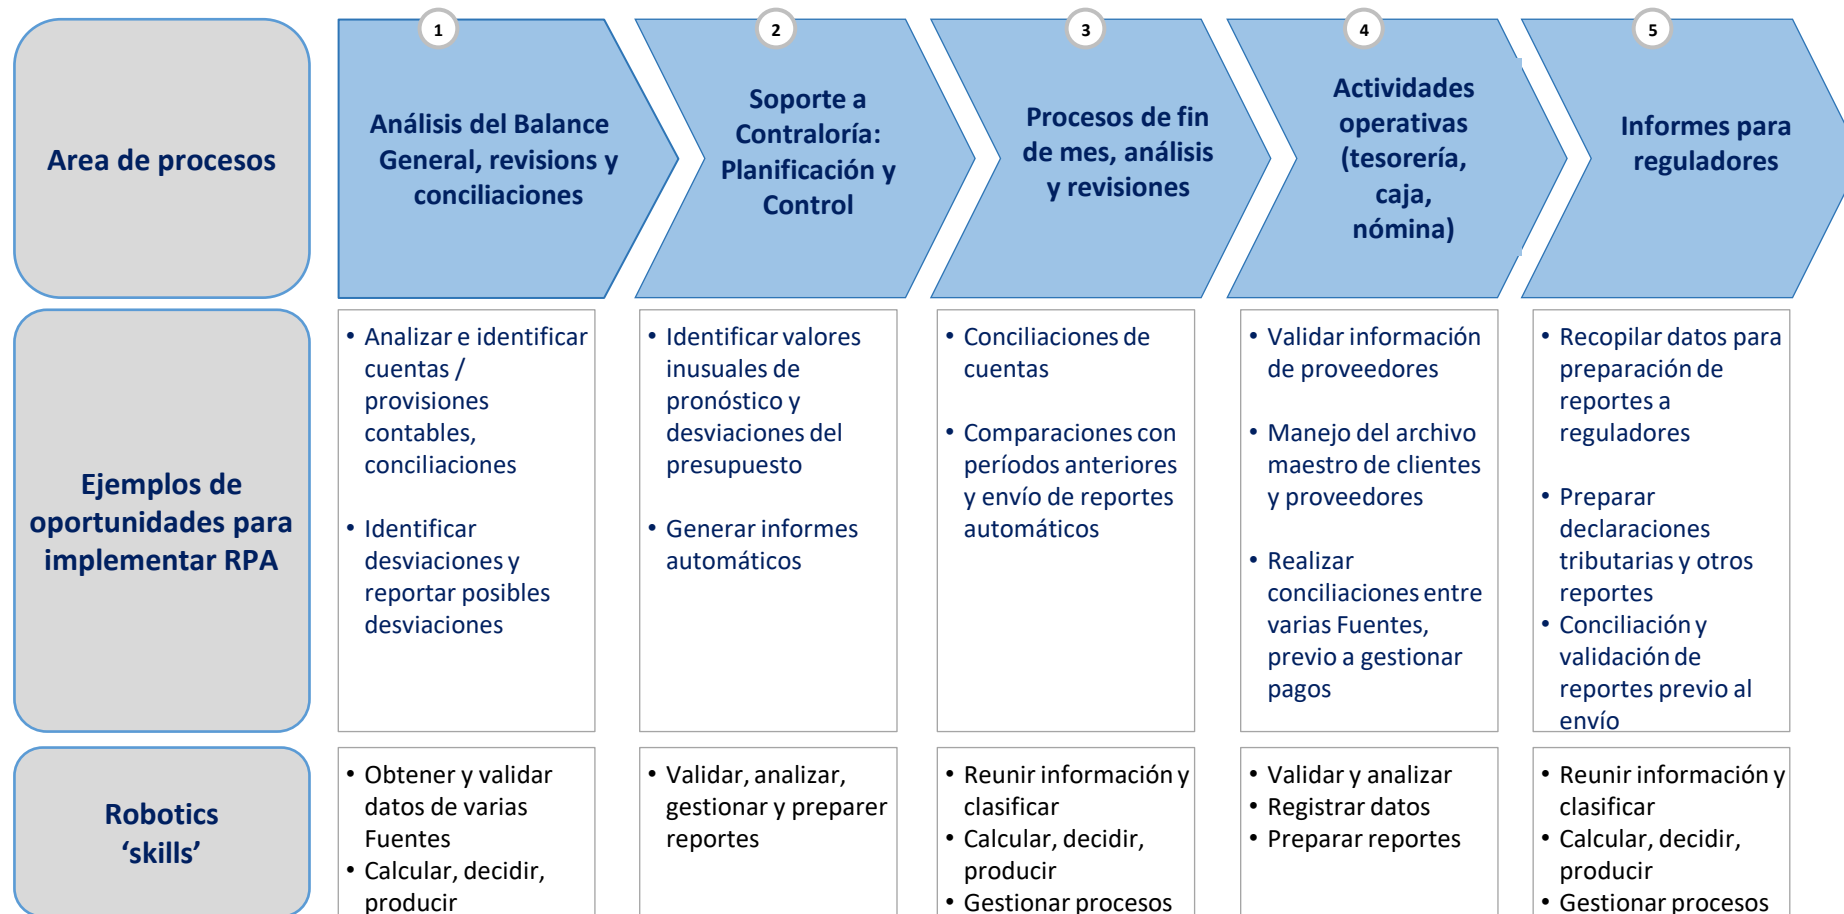 1
2
3
4
5
Area de procesos
Análisis del Balance
General, revisions y
conciliaciones
Soporte a
Contraloría:
Planificación y
Control
Procesos de fin
de mes, análisis
y revisiones
Actividades
operativas
(tesorería,
caja,
nómina)
Informes para
reguladores
Ejemplos de
oportunidades para
implementar RPA
• Analizar e identificar
cuentas /
provisiones
contables,
conciliaciones
• Identificar
desviaciones y
reportar posibles
desviaciones
• Identificar valores
inusuales de
pronóstico y
desviaciones del
presupuesto
• Generar informes
automáticos
• Conciliaciones de
cuentas
• Comparaciones con
períodos anteriores
y envío de reportes
automáticos
• Validar información
de proveedores
• Manejo del archivo
maestro de clientes
y proveedores
• Realizar
conciliaciones entre
varias Fuentes,
previo a gestionar
pagos
• Recopilar datos para
preparación de
reportes a
reguladores
• Preparar
declaraciones
tributarias y otros
reportes
• Conciliación y
validación de
reportes previo al
envío
Robotics
‘skills’
• Obtener y validar
datos de varias
Fuentes
• Calcular, decidir,
producir
• Validar, analizar,
gestionar y preparer
reportes
• Reunir información y
clasificar
• Calcular, decidir,
producir
• Gestionar procesos
• Validar y analizar
• Registrar datos
• Preparar reportes
• Reunir información y
clasificar
• Calcular, decidir,
producir
• Gestionar procesos